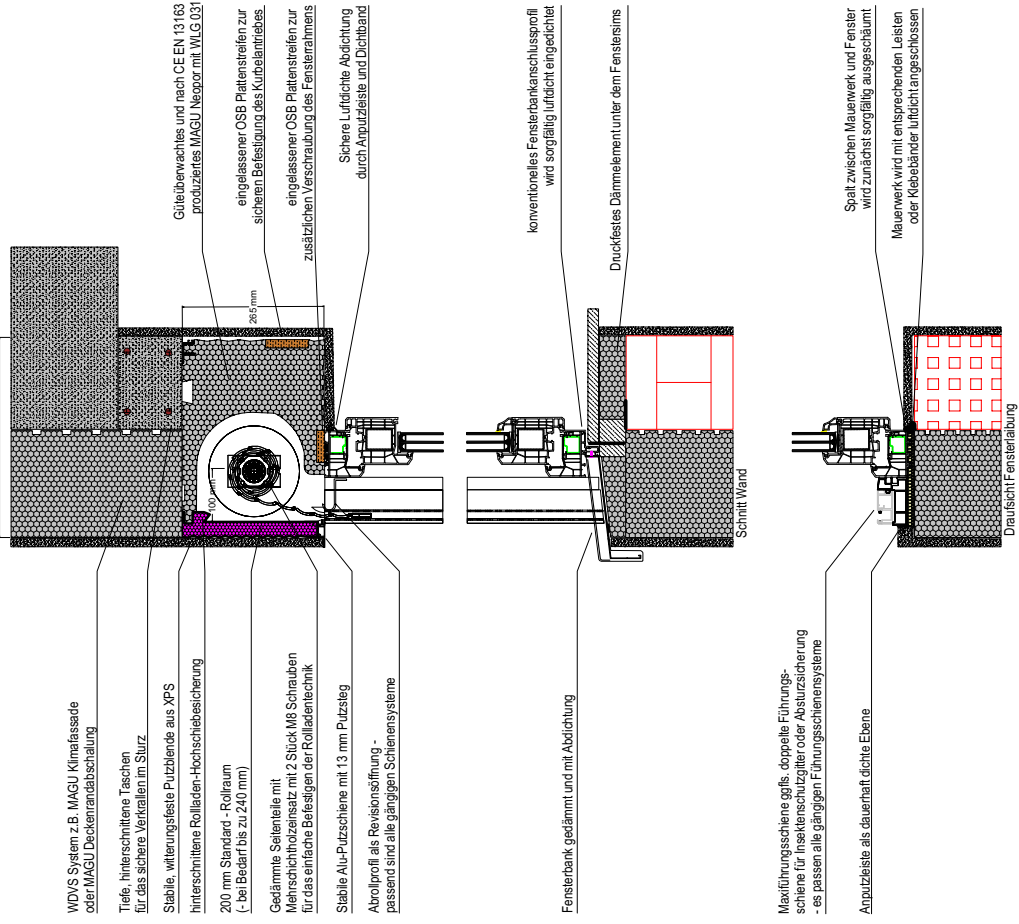 WDVS System z.B. MAGU Klimafassade
oder MAGU Deckenrandabschalung
Tiefe, hinterschnittene Taschen
für das sichere Verkrallen im Sturz
Stabile, witterungsfeste Putzblende aus XPS
hinterschnittene Rollladen-Hochschiebesicherung
200 mm Standard - Rollraum
(- bei Bedarf bis zu 240 mm)
Gedämmte Seitenteile mit
Mehrschichtholzeinsatz mit 2 Stück M8 Schrauben
für das einfache Befestigen der Rollladentechnik
Stabile Alu-Putzschiene mit 13 mm Putzsteg
Abrollprofil als Revisionsöffnung -
passend sind alle gängigen Schienensysteme
Fensterbank gedämmt und mit Abdichtung
Maxiführungsschiene ggfls. doppelte Führungs-
schiene für Insektenschutzgitter oder Absturzsicherung
- es passen alle gängigen Führungsschienensysteme
Anputzleiste als dauerhaft dichte Ebene
100 mm
265 mm
Schnitt Wand
Draufsicht Fensterlaibung
Güteüberwachtes und nach CE EN 13163
produziertes MAGU Neopor mit WLG 031
eingelassener OSB Plattenstreifen zur
sicheren Befestigung des Kurbelantriebes
eingelassener OSB Plattenstreifen zur
zusätzlichen Verschraubung des Fensterrahmens
Sichere Luftdichte Abdichtung
durch Anputzleiste und Dichtband
konventionelles Fensterbankanschlussprofil
wird sorgfältig luftdicht eingedichtet
Druckfestes Dämmelement unter dem Fenstersims
Spalt zwischen Mauerwerk und Fenster
wird zunächst sorgfältig ausgeschäumt
Mauerwerk wird mit entsprechenden Leisten
oder Klebebänder luftdicht angeschlossen